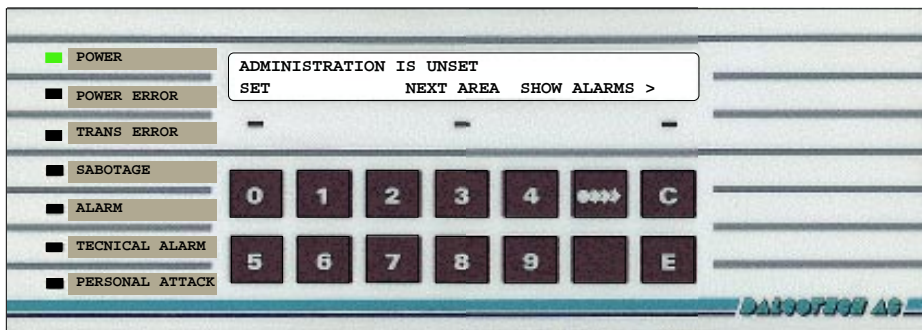 POWER
POWER ERROR
TRANS ERROR
SABOTAGE
ALARM
TECNICAL ALARM
PERSONAL ATTACK
ADMINISTRATION IS UNSET
SET NEXT AREA SHOW ALARMS >
0 1 2 3 4 C
5 6 7 8 9 E